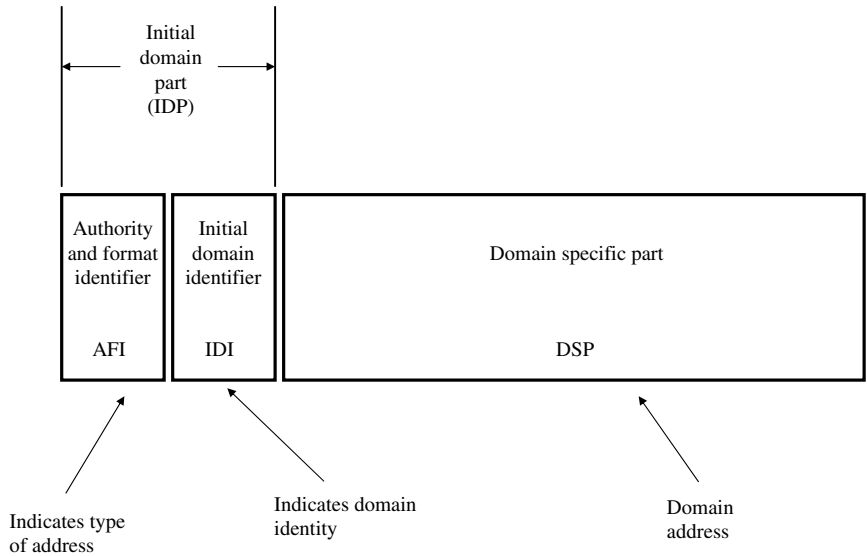 Initial
domain
part
(IDP)
Authority
and format
identifier
AFI
Initial
domain
identifier
IDI
Domain specific part
DSP
Indicates type
of address
Indicates domain
identity
Domain
address